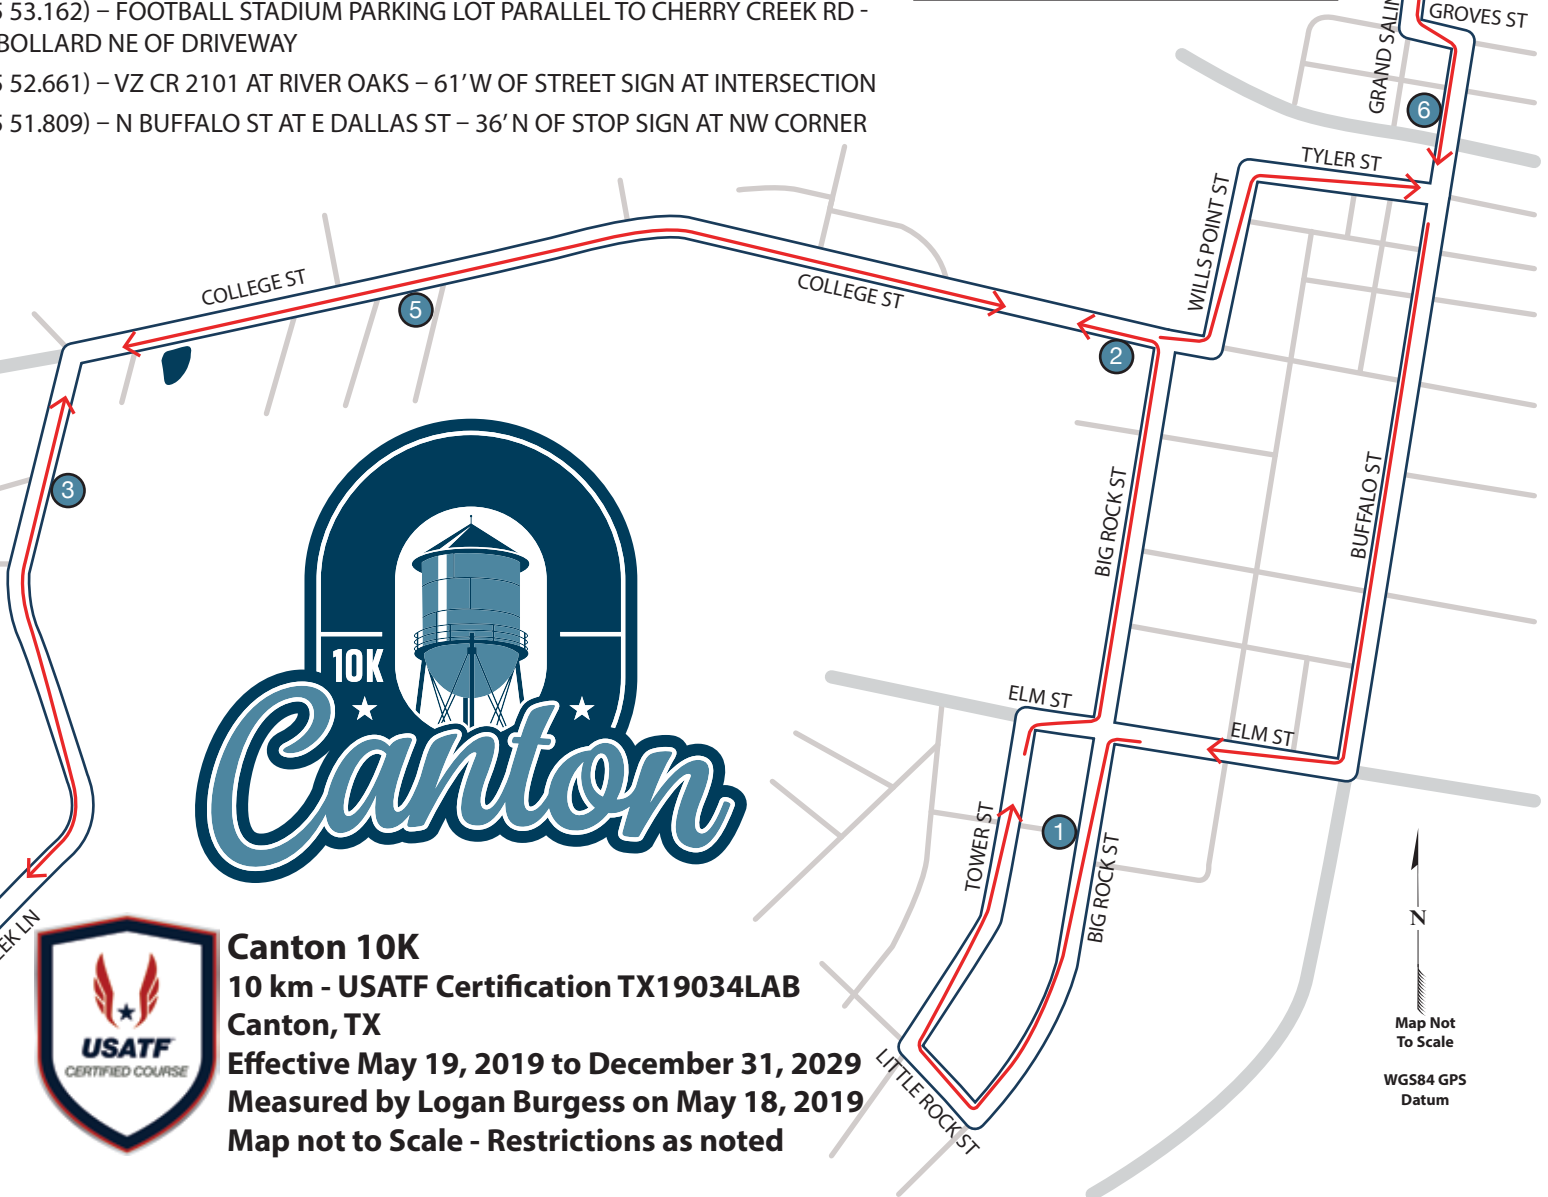 5 53.162) – FOOTBALL STADIUM PARKING LOT PARALLEL TO CHERRY CREEK RD -
BOLLARD NE OF DRIVEWAY
5 52.661) – VZ CR 2101 AT RIVER OAKS – 61’ W OF STREET SIGN AT INTERSECTION
5 51.809) – N BUFFALO ST AT E DALLAS ST – 36’ N OF STOP SIGN AT NW CORNER
GRAND SALIN
GROVES ST
6
TYLER ST
WILLS POINT ST
COLLEGE ST
5
COLLEGE ST
2
3
BIG ROCK ST
BUFFALO ST
10K
Canton
ELM ST
ELM ST
TOWER ST
1
BIG ROCK ST
LITTLE ROCK ST
EEK LN
N
Map Not
To Scale
WGS84 GPS
Datum
USATF
CERTIFIED COURSE
Canton 10K
10 km - USATF Certification TX19034LAB
Canton, TX
Effective May 19, 2019 to December 31, 2029
Measured by Logan Burgess on May 18, 2019
Map not to Scale - Restrictions as noted